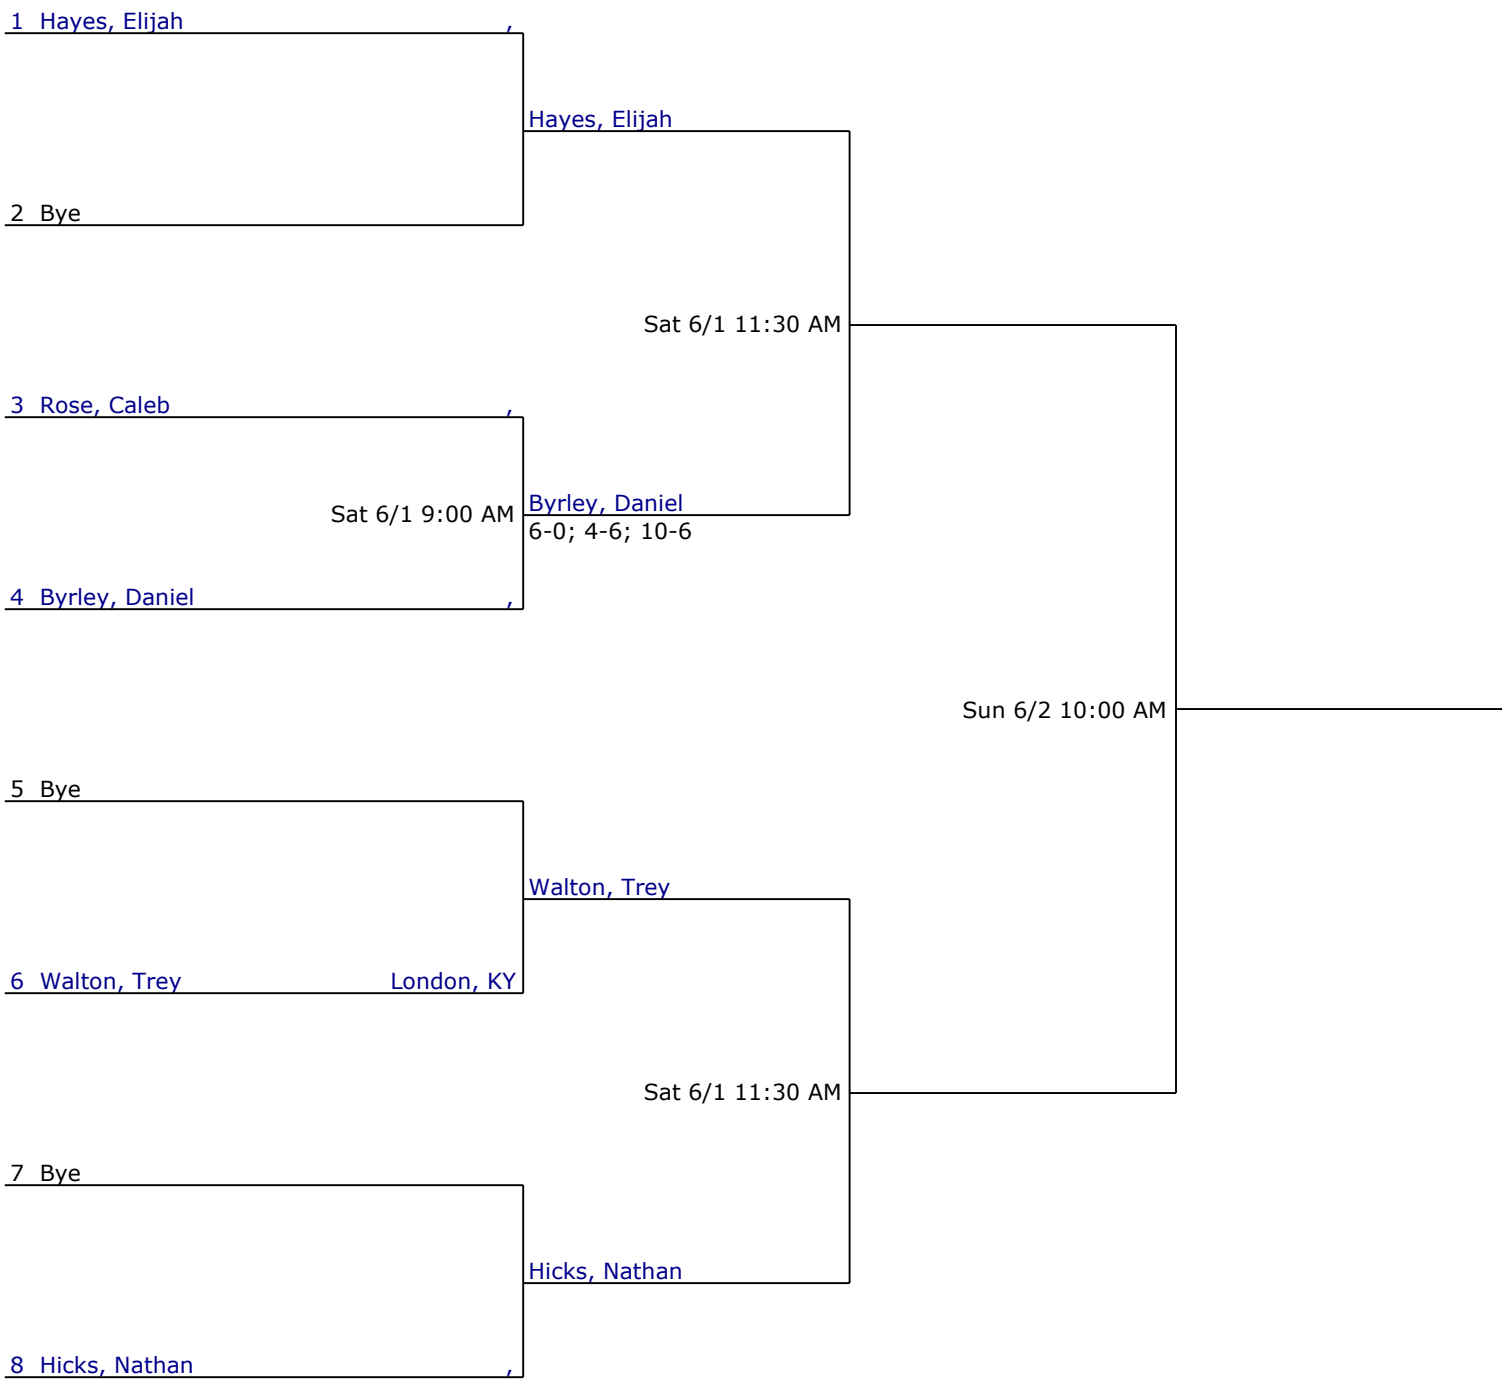 1 Hayes, Elijah ,
Hayes, Elijah
2 Bye
Sat 6/1 11:30 AM
3 Rose, Caleb ,
Sat 6/1 9:00 AM
Byrley, Daniel
6-0; 4-6; 10-6
4 Byrley, Daniel ,
Sun 6/2 10:00 AM
5 Bye
Walton, Trey
6 Walton, Trey London, KY
Sat 6/1 11:30 AM
7 Bye
Hicks, Nathan
8 Hicks, Nathan ,